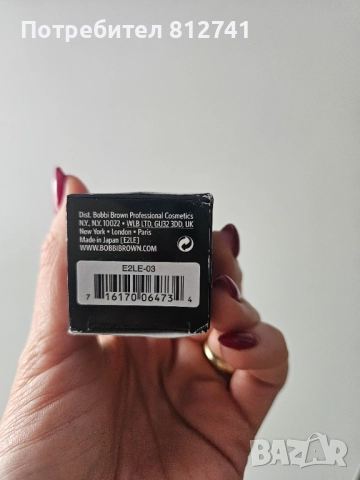 Потребител 812741
Dist. Bobbi Brown Professional Cosmetics
N.Y., N.Y. 10022 • WLB LTD, GU32 3DD, UK
New York • London • Paris
Made in Japan [E2LE]
WWW.BOBBIBROWN.COM
E2LE-03
7 16170 06473 4
BAZAR